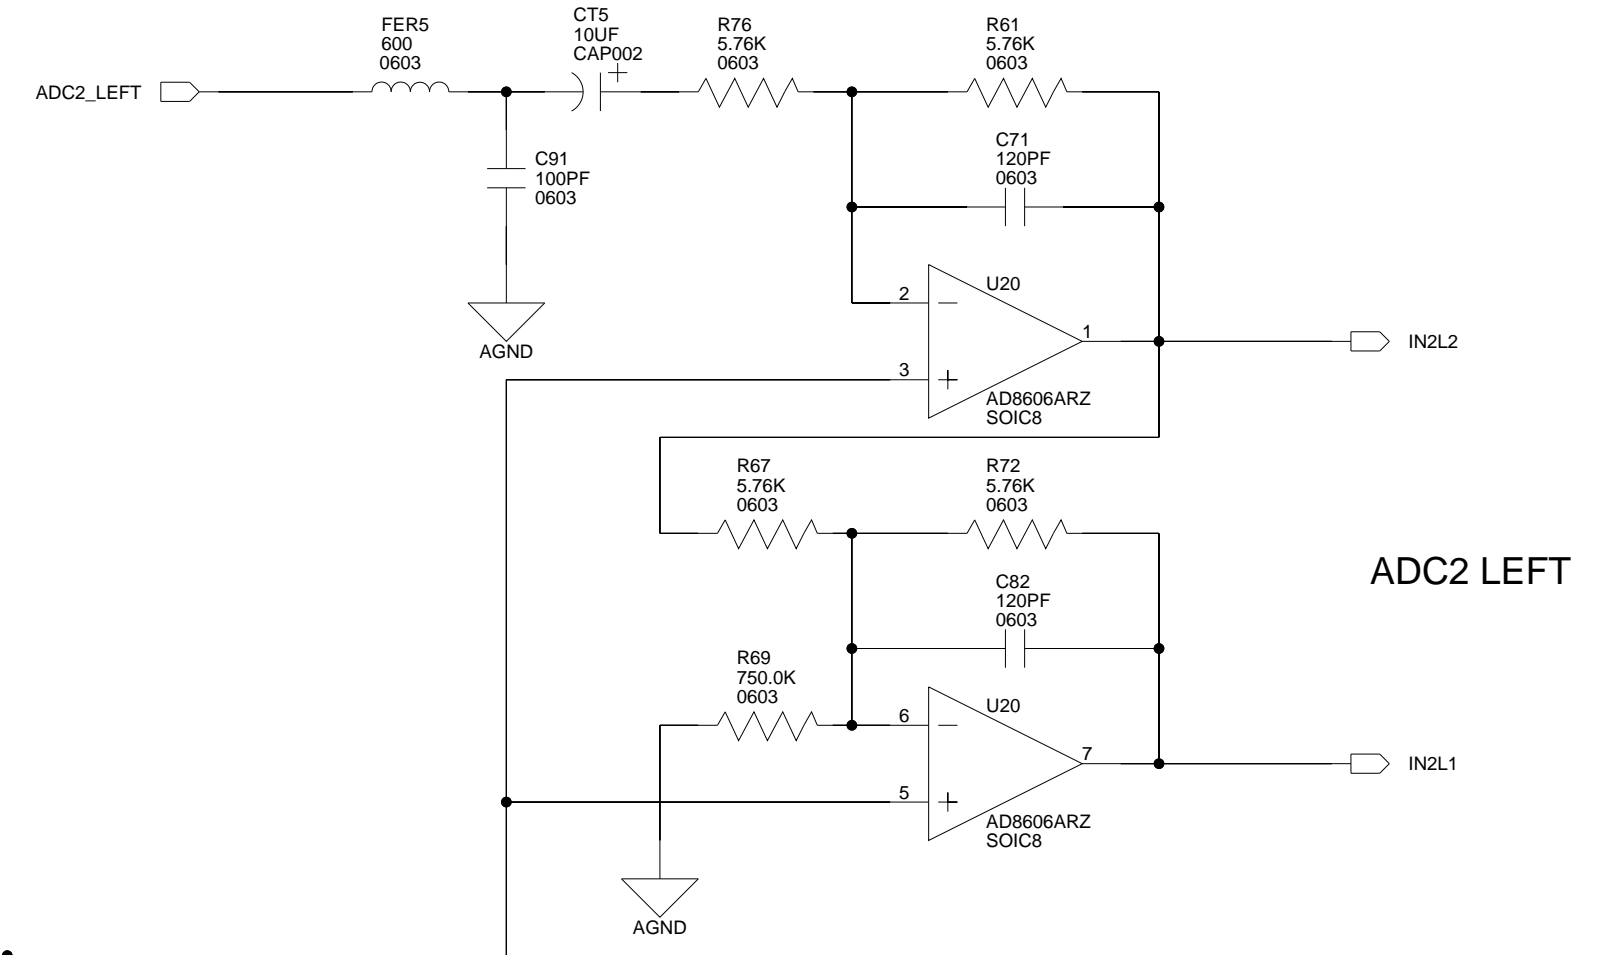 FER5
600
0603
CT5
10UF
CAP002
+
R76
5.76K
0603
R61
5.76K
0603
ADC2_LEFT
C91
100PF
0603
C71
120PF
0603
AGND
U20
2
−
1
3
+
AD8606ARZ
SOIC8
IN2L2
R67
5.76K
0603
R72
5.76K
0603
ADC2 LEFT
C82
120PF
0603
R69
750.0K
0603
U20
6
−
7
5
+
AD8606ARZ
SOIC8
IN2L1
AGND